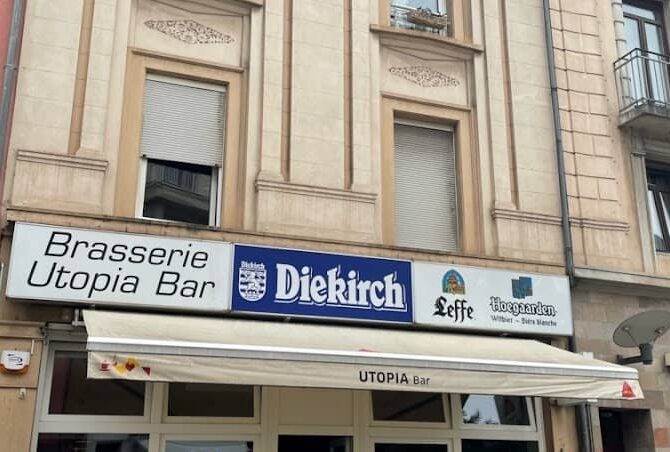 Brasserie
Utopia Bar
Diekirch
Diekirch
Leffe
Hoegaarden
Witbier - Bière blanche
UTOPIA Bar